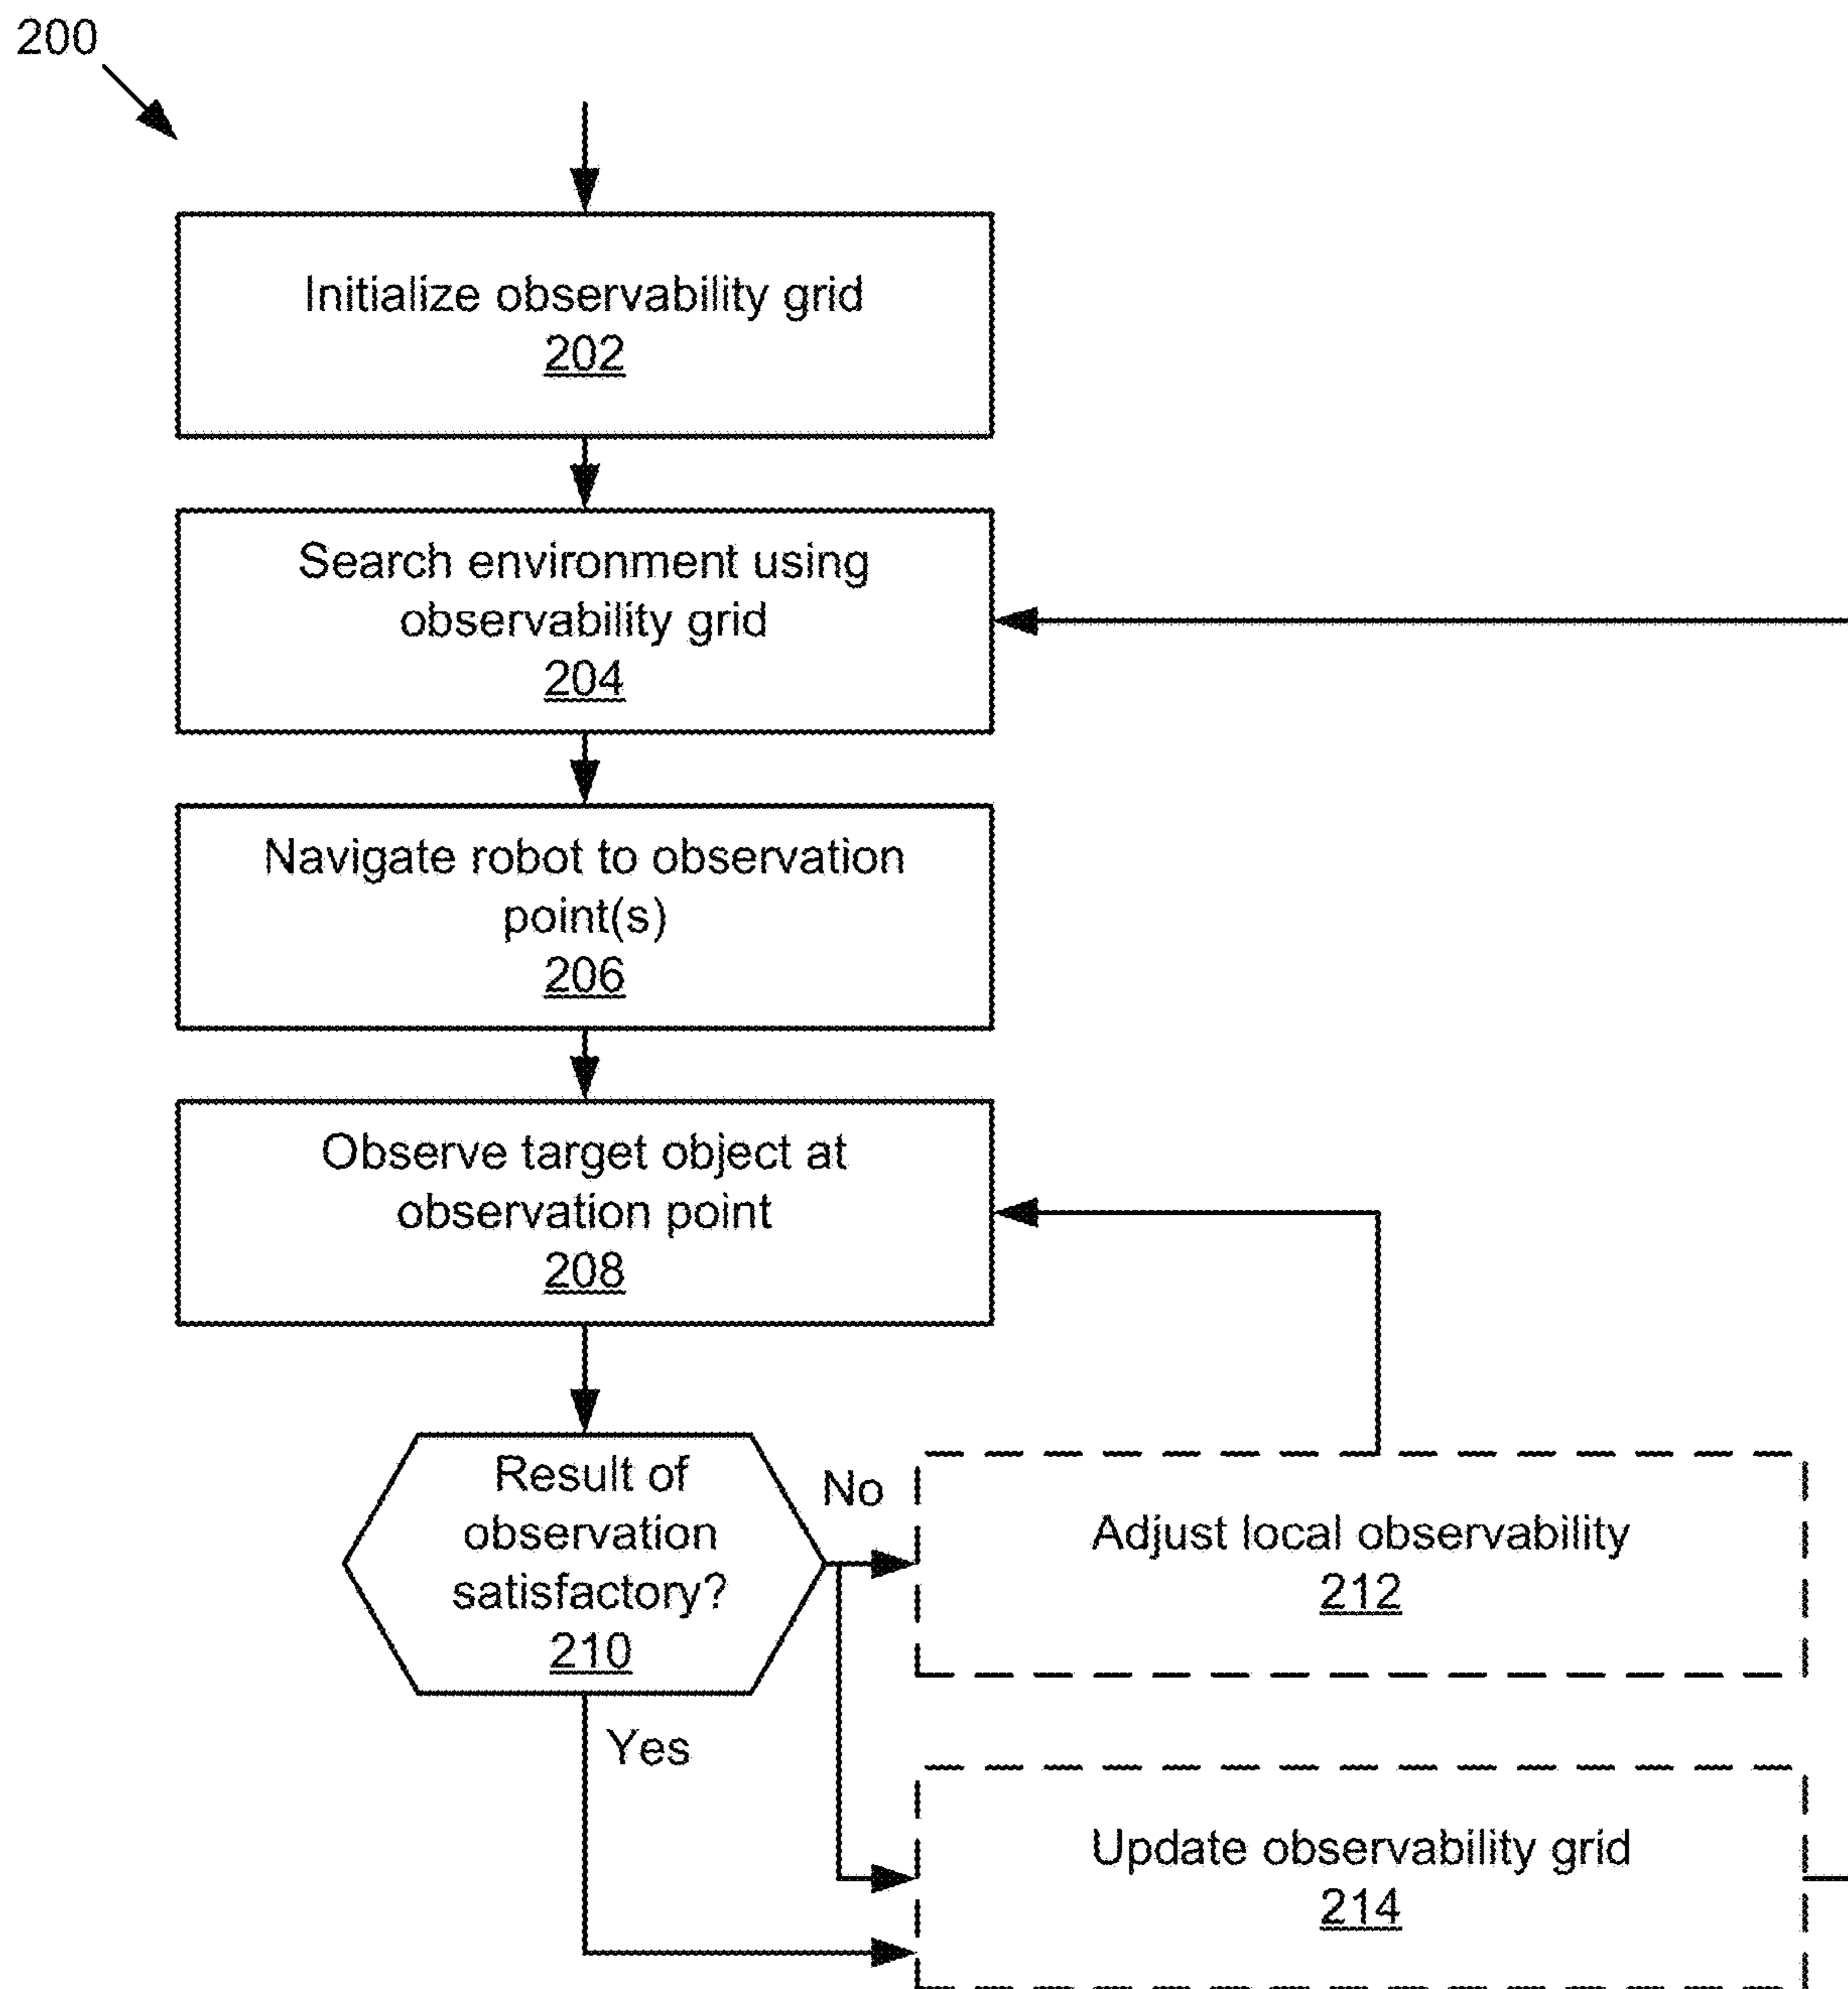 200
Initialize observability grid
202
Search environment using
observability grid
204
Navigate robot to observation
point(s)
206
Observe target object at
observation point
208
Result of
observation
satisfactory?
210
No
Yes
Adjust local observability
212
Update observability grid
214